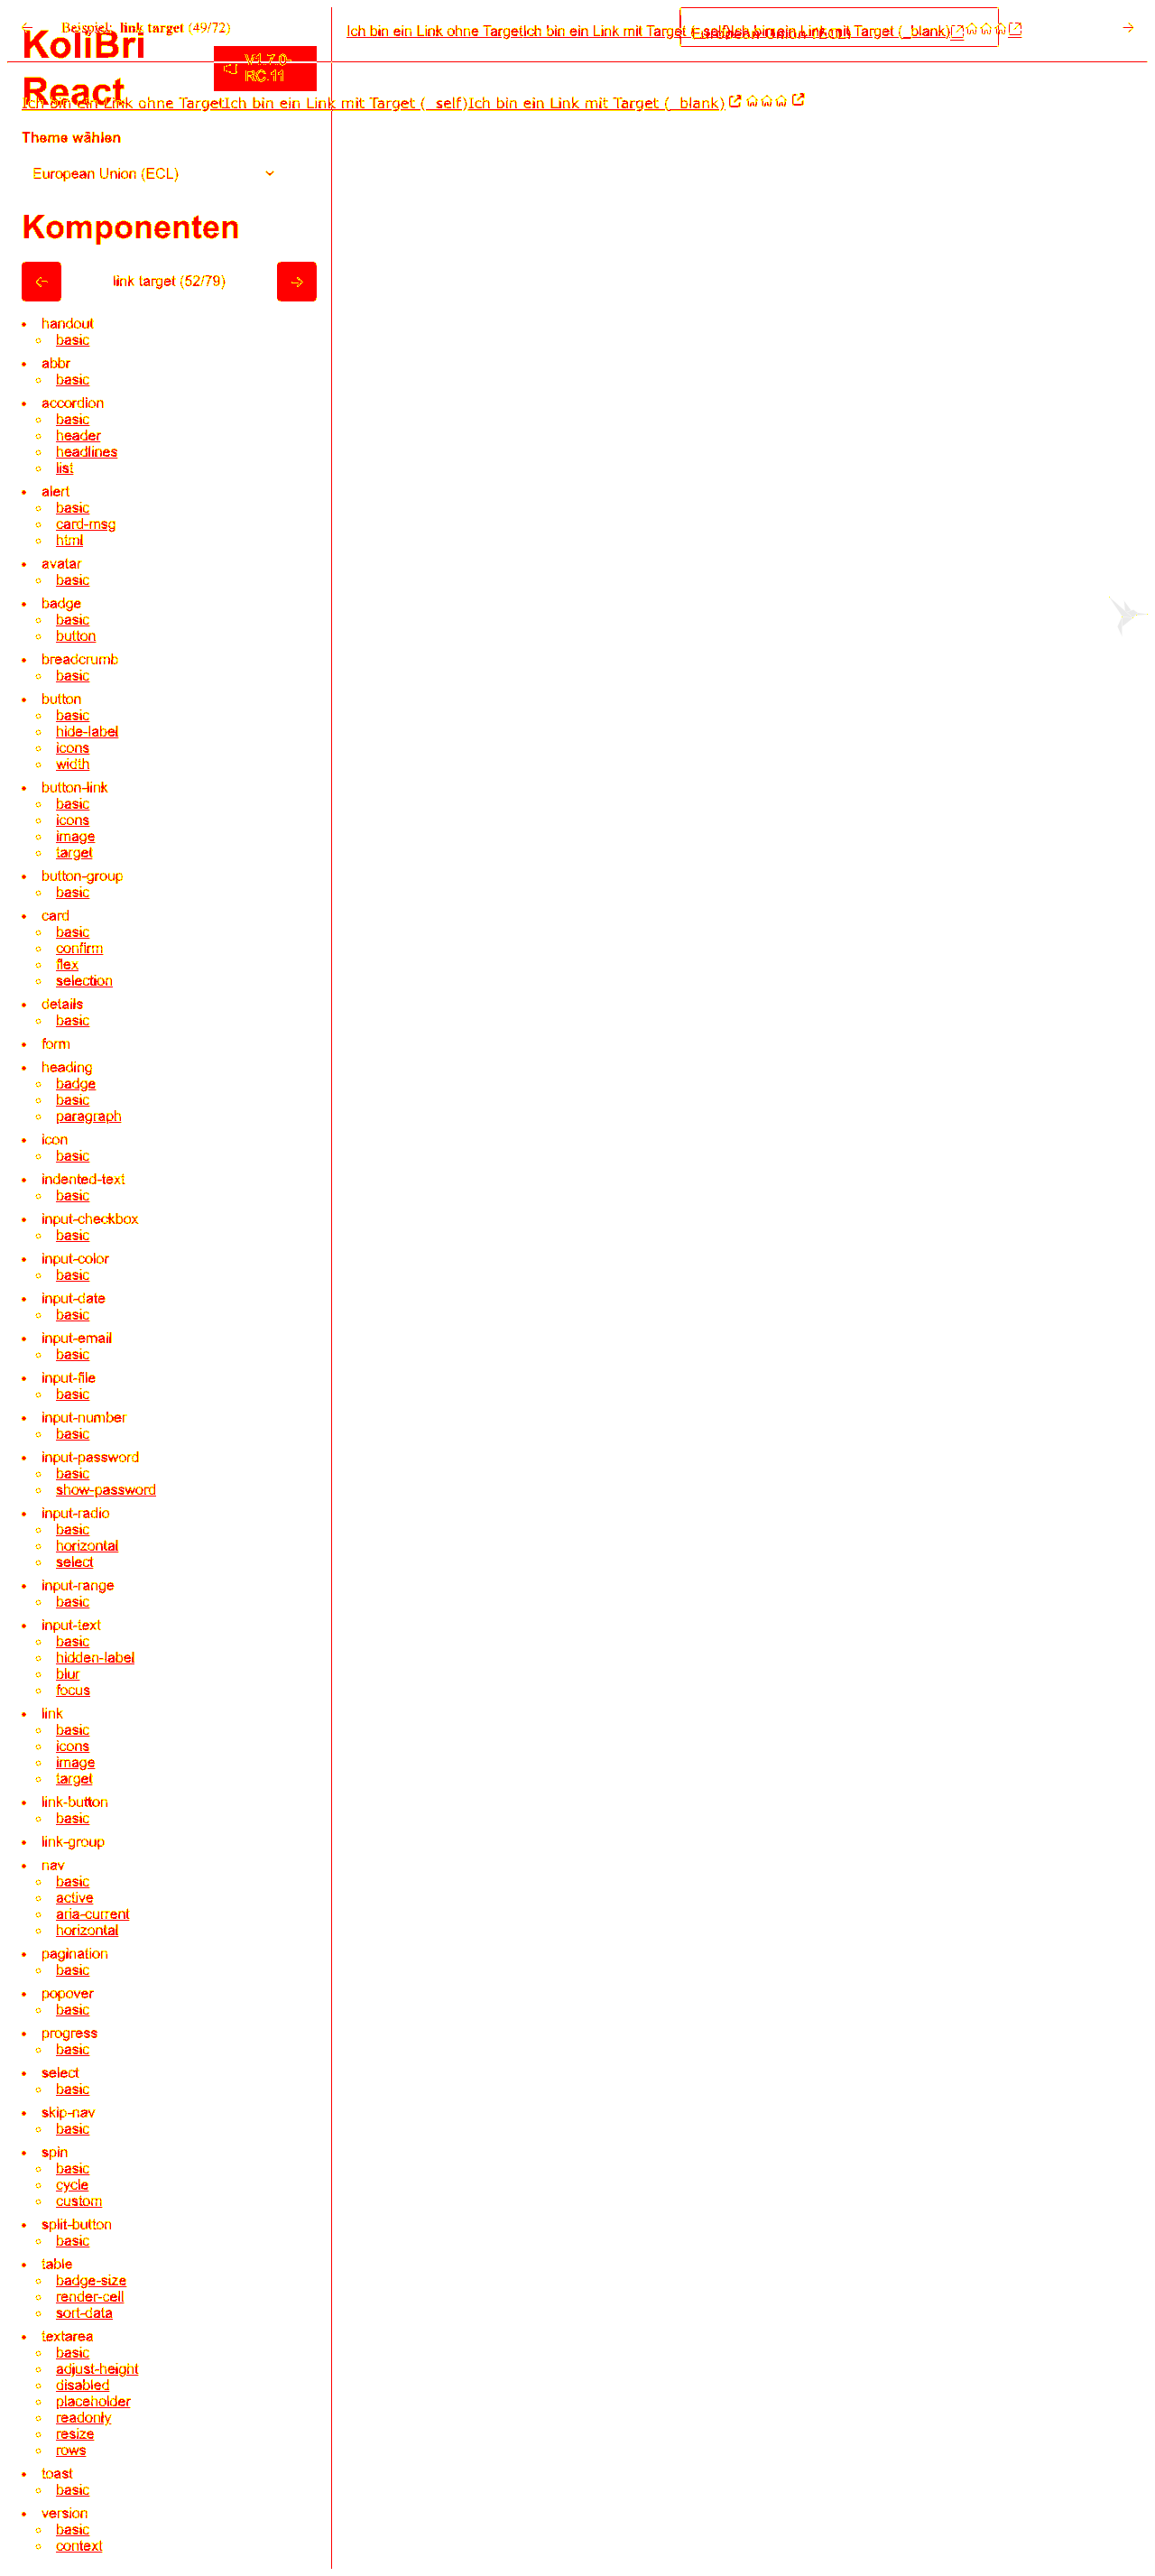 Beispiel: link target (49/72)
KoliBri
React
V1.7.0-
RC.11
Ich bin ein Link ohne TargetIch bin ein Link mit Target (_self)Ich bin ein Link mit Target (_blank)
European Union (ECL)
Ich bin ein Link ohne TargetIch bin ein Link mit Target (_self)Ich bin ein Link mit Target (_blank)
Theme wählen
European Union (ECL)
Komponenten
link target (52/79)
handout
basic
abbr
basic
accordion
basic
header
headlines
list
alert
basic
card-msg
html
avatar
basic
badge
basic
button
breadcrumb
basic
button
basic
hide-label
icons
width
button-link
basic
icons
image
target
button-group
basic
card
basic
confirm
flex
selection
details
basic
form
heading
badge
basic
paragraph
icon
basic
indented-text
basic
input-checkbox
basic
input-color
basic
input-date
basic
input-email
basic
input-file
basic
input-number
basic
input-password
basic
show-password
input-radio
basic
horizontal
select
input-range
basic
input-text
basic
hidden-label
blur
focus
link
basic
icons
image
target
link-button
basic
link-group
nav
basic
active
aria-current
horizontal
pagination
basic
popover
basic
progress
basic
select
basic
skip-nav
basic
spin
basic
cycle
custom
split-button
basic
table
badge-size
render-cell
sort-data
textarea
basic
adjust-height
disabled
placeholder
readonly
resize
rows
toast
basic
version
basic
context